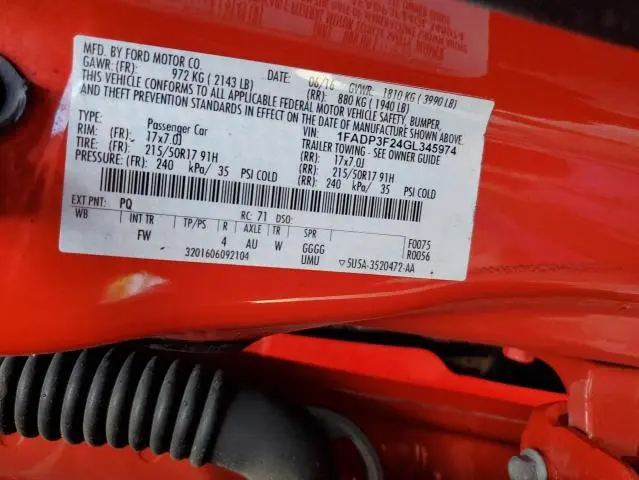 MFD. BY FORD MOTOR CO.
DATE: 06/16 GVWR: 1810 KG ( 3990 LB)
GAWR: (FR): 972 KG ( 2143 LB) (RR): 880 KG ( 1940 LB)
THIS VEHICLE CONFORMS TO ALL APPLICABLE FEDERAL MOTOR VEHICLE SAFETY, BUMPER,
AND THEFT PREVENTION STANDARDS IN EFFECT ON THE DATE OF MANUFACTURE SHOWN ABOVE.
VIN: 1FADP3F24GL345974
TYPE: Passenger Car TRAILER TOWING - SEE OWNER GUIDE
RIM: (FR): 17x7.0J (RR): 17x7.0J
TIRE: (FR): 215/50R17 91H (RR): 215/50R17 91H
PRESSURE: (FR): 240 kPa/ 35 PSI COLD (RR): 240 kPa/ 35 PSI COLD
EXT PNT: PQ RC: 71 DSO:
WB INT TR TP/PS R AXLE TR SPR
FW 4 AU W GGGG F0075
3201606092104 UMU R0056
▽5U5A-3520472-AA